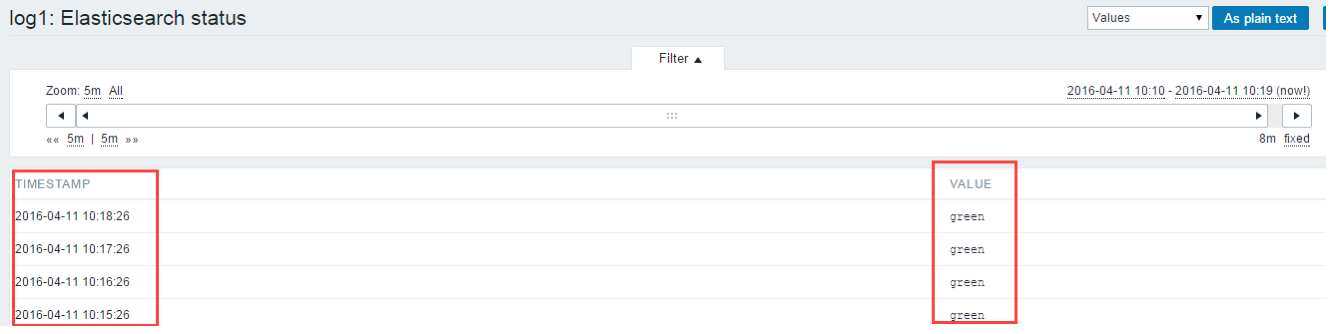 log1: Elasticsearch status
Values As plain text
Filter
Zoom: 5m All 2016-04-11 10:10 - 2016-04-11 10:19 (now!)
«« 5m | 5m »» 8m fixed
TIMESTAMP VALUE
2016-04-11 10:18:26 green
2016-04-11 10:17:26 green
2016-04-11 10:16:26 green
2016-04-11 10:15:26 green